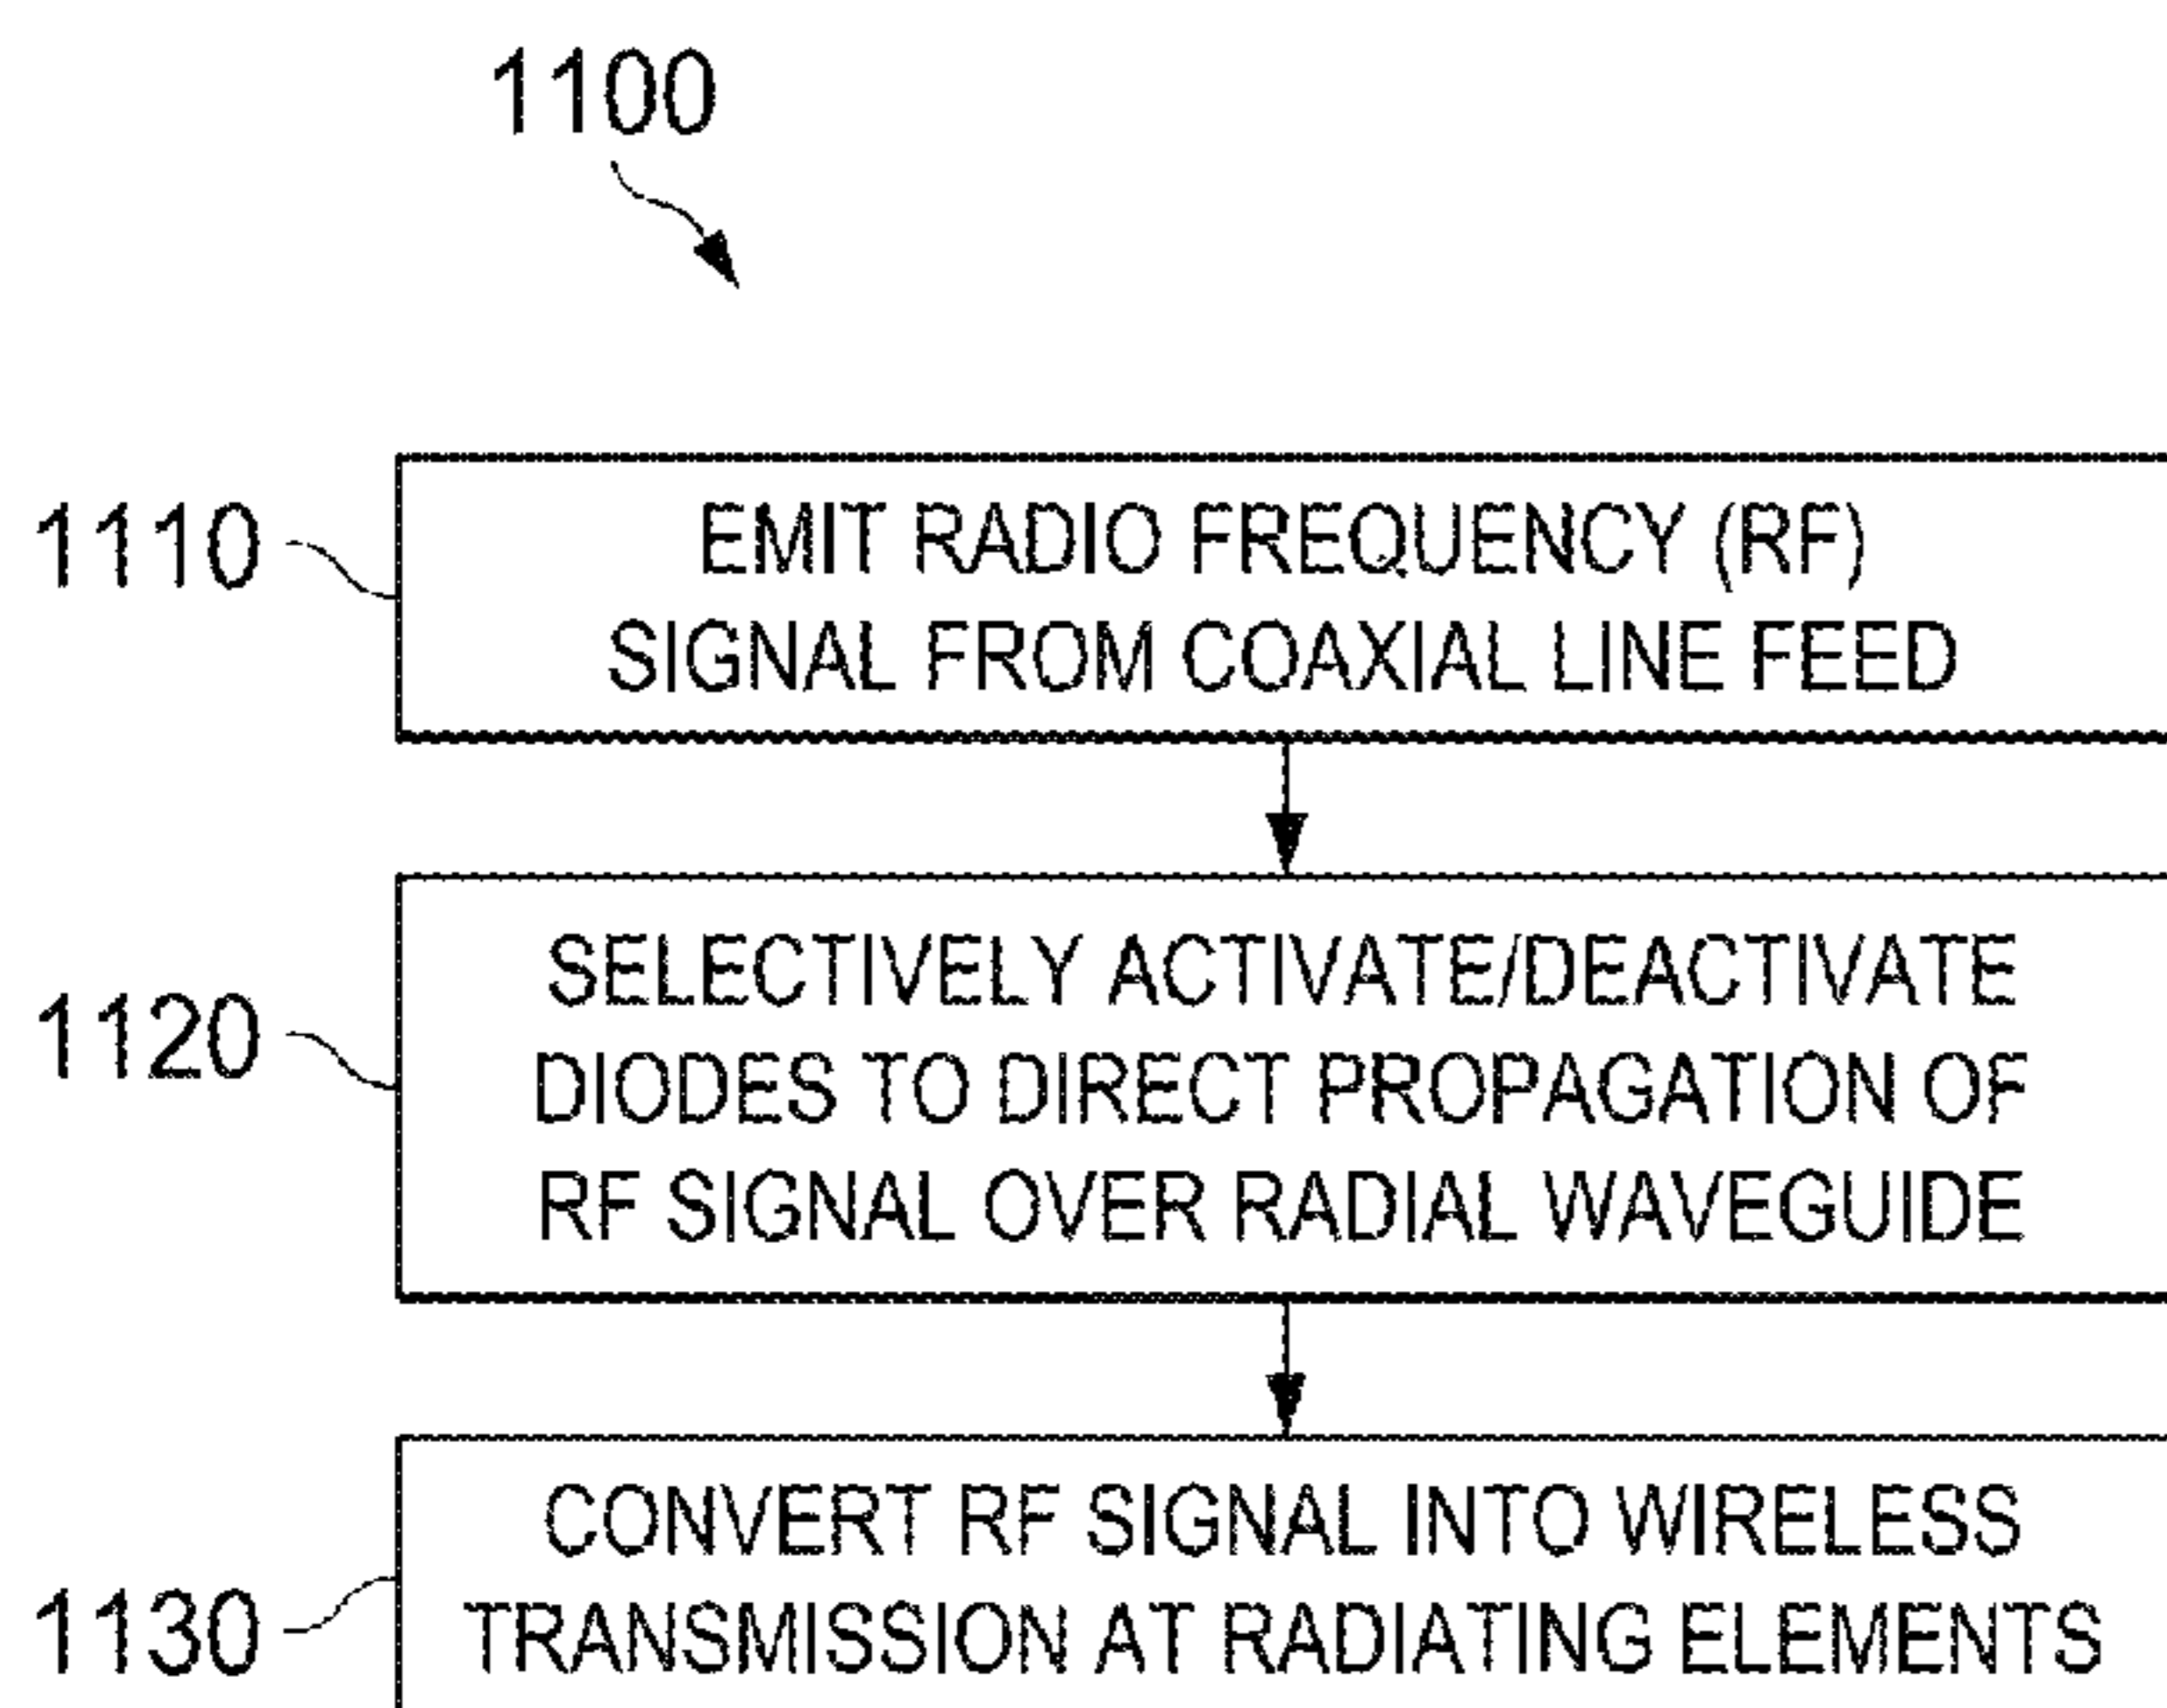 1100
1110
EMIT RADIO FREQUENCY (RF)
SIGNAL FROM COAXIAL LINE FEED
1120
SELECTIVELY ACTIVATE/DEACTIVATE
DIODES TO DIRECT PROPAGATION OF
RF SIGNAL OVER RADIAL WAVEGUIDE
1130
CONVERT RF SIGNAL INTO WIRELESS
TRANSMISSION AT RADIATING ELEMENTS